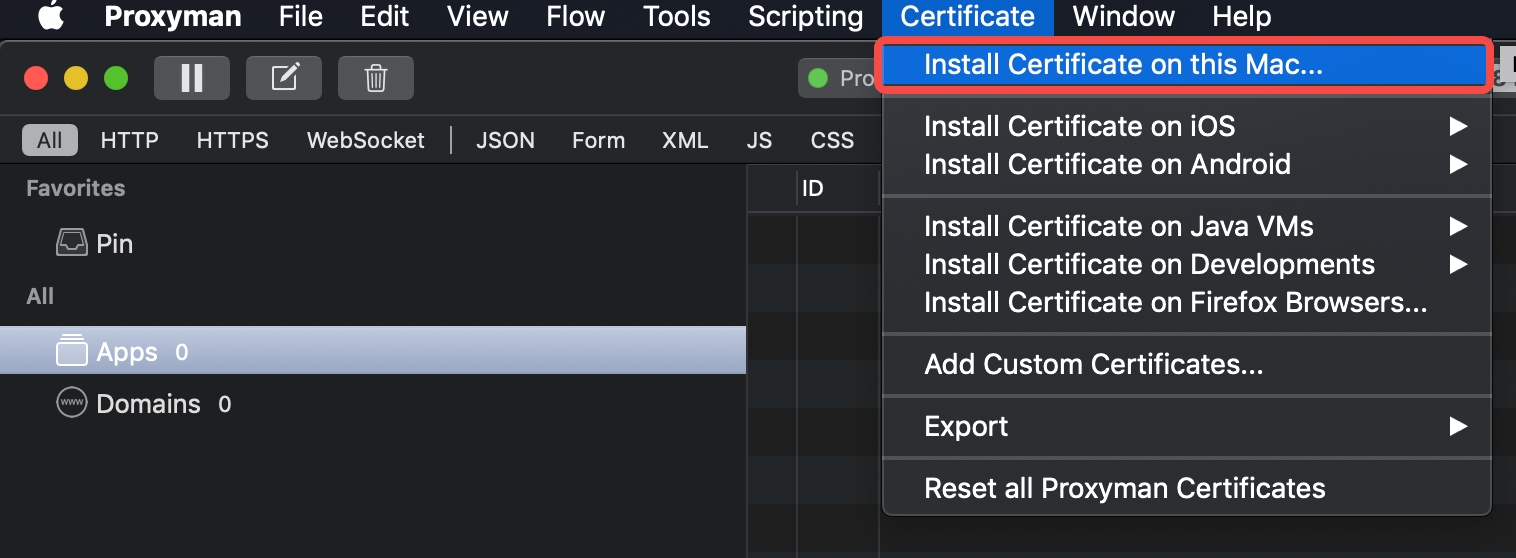 Proxyman File Edit View Flow Tools Scripting Certificate Window Help
Install Certificate on this Mac...
All HTTP HTTPS WebSocket JSON Form XML JS CSS
Favorites
Pin
All
Apps 0
Domains 0
ID
Install Certificate on iOS
Install Certificate on Android
Install Certificate on Java VMs
Install Certificate on Developments
Install Certificate on Firefox Browsers...
Add Custom Certificates...
Export
Reset all Proxyman Certificates